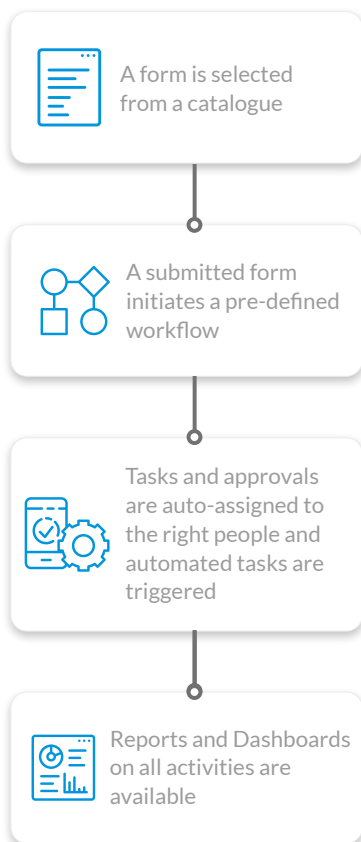 A form is selected
from a catalogue
A submitted form
initiates a pre-defined
workflow
Tasks and approvals
are auto-assigned to
the right people and
automated tasks are
triggered
Reports and Dashboards
on all activities are
available